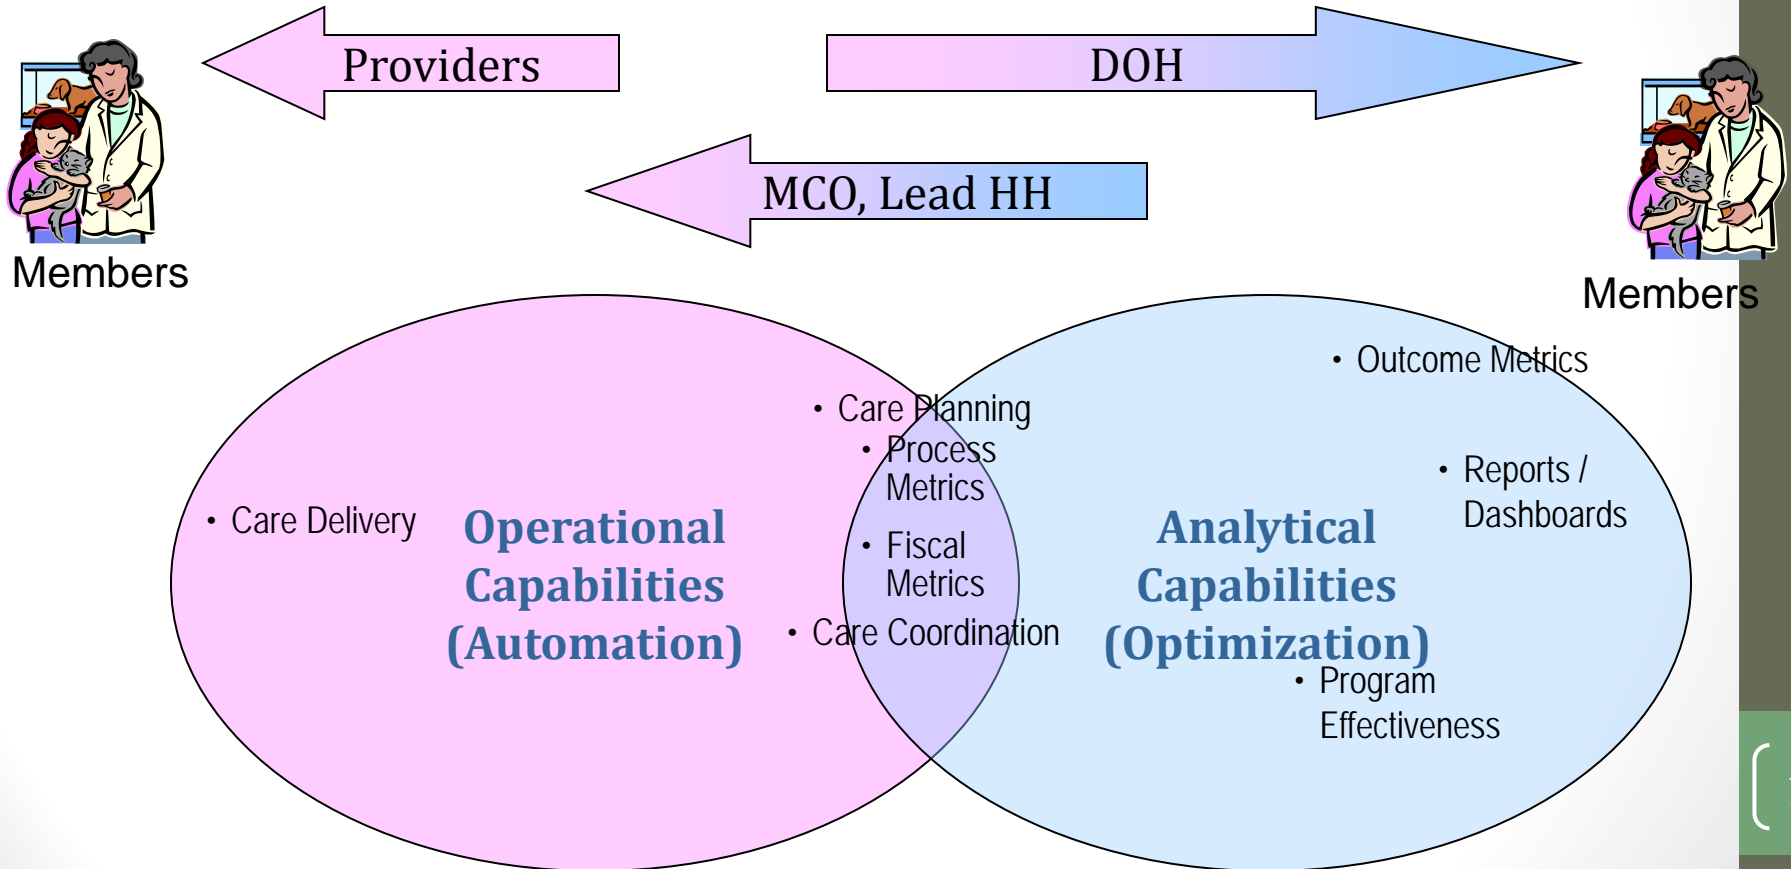 Providers
DOH
MCO, Lead HH
Members
Members
• Outcome Metrics
• Care Planning
• Process
Metrics
• Reports /
Dashboards
• Care Delivery
Operational
Capabilities
(Automation)
• Fiscal
Metrics
• Care Coordination
Analytical
Capabilities
(Optimization)
• Program
Effectiveness